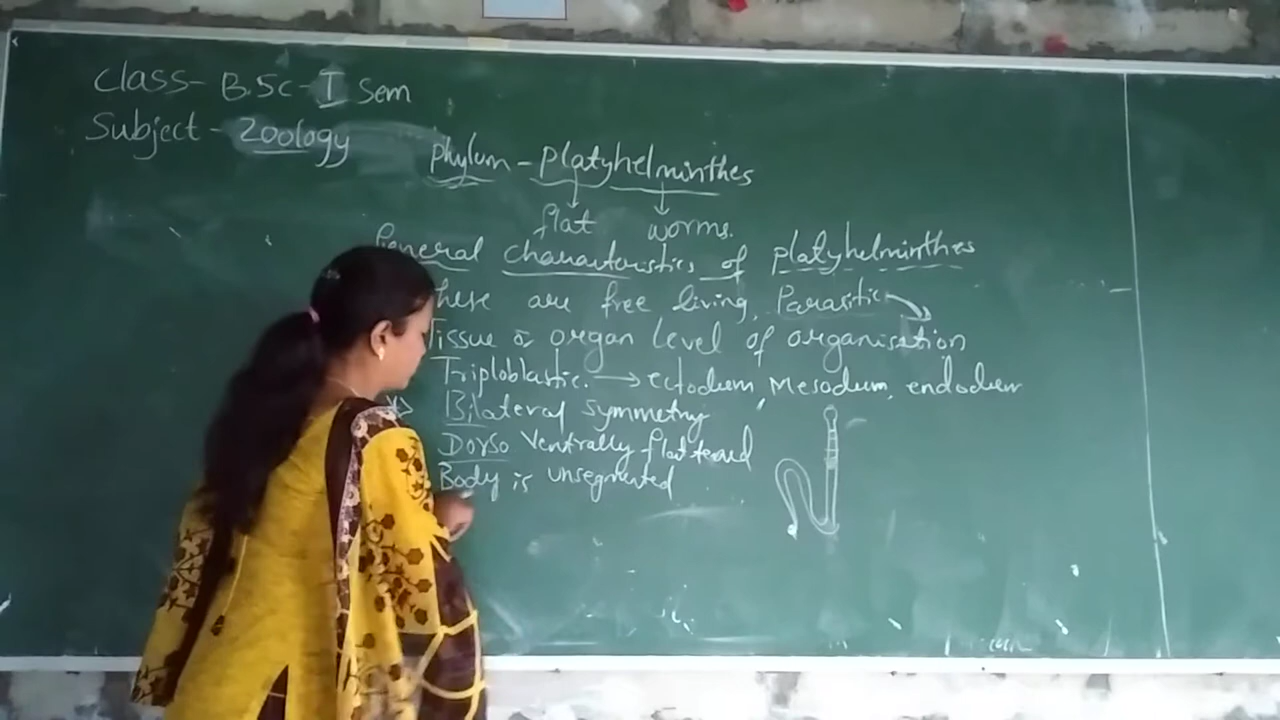 Class- B.Sc-I Sem
Subject - Zoology
Phylum - Platyhelminthes
flat worms.
General characteristics of platyhelminthes
These are free living, Parasitic
Tissue & organ level of organisation
Triploblastic. → ectoderm, Mesoderm, endoderm
Bilateral Symmetry
Dorso Ventrally flattened
Body is unsegmented